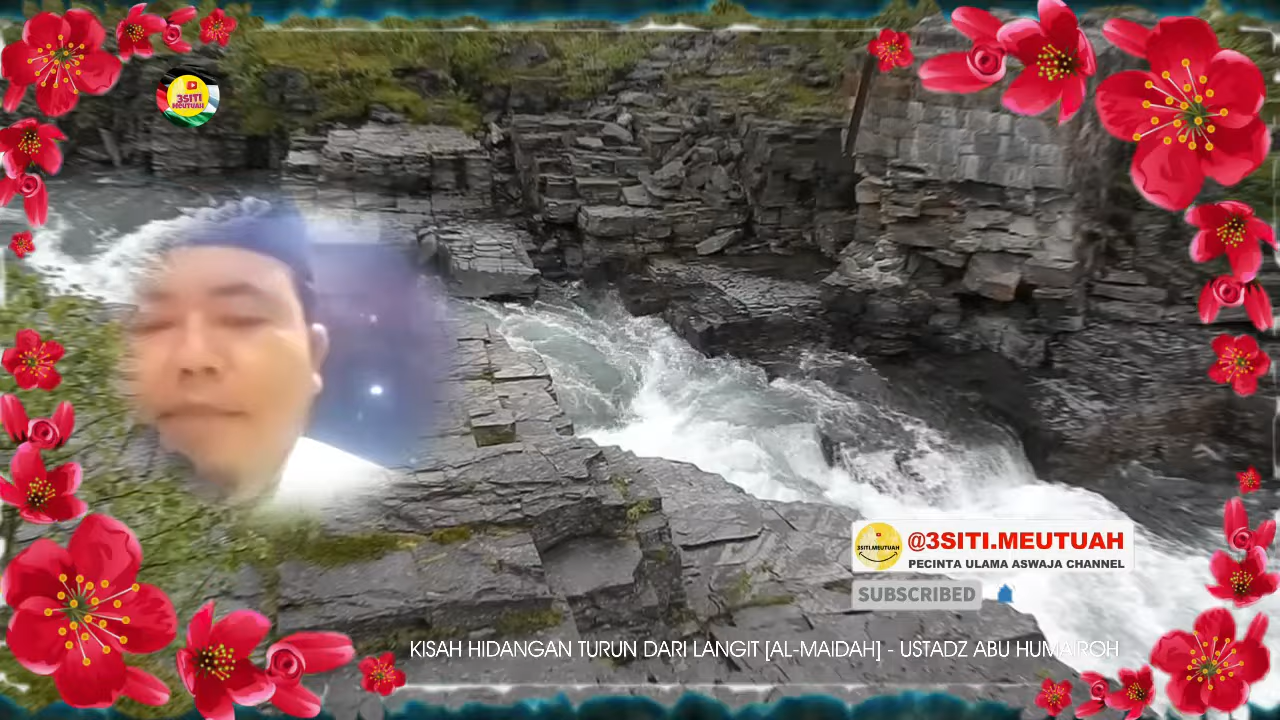 3SITI
MEUTUAH
3SITI.MEUTUAH
@3SITI.MEUTUAH
PECINTA ULAMA ASWAJA CHANNEL
SUBSCRIBED
KISAH HIDANGAN TURUN DARI LANGIT [AL-MAIDAH] - USTADZ ABU HUMAIROH